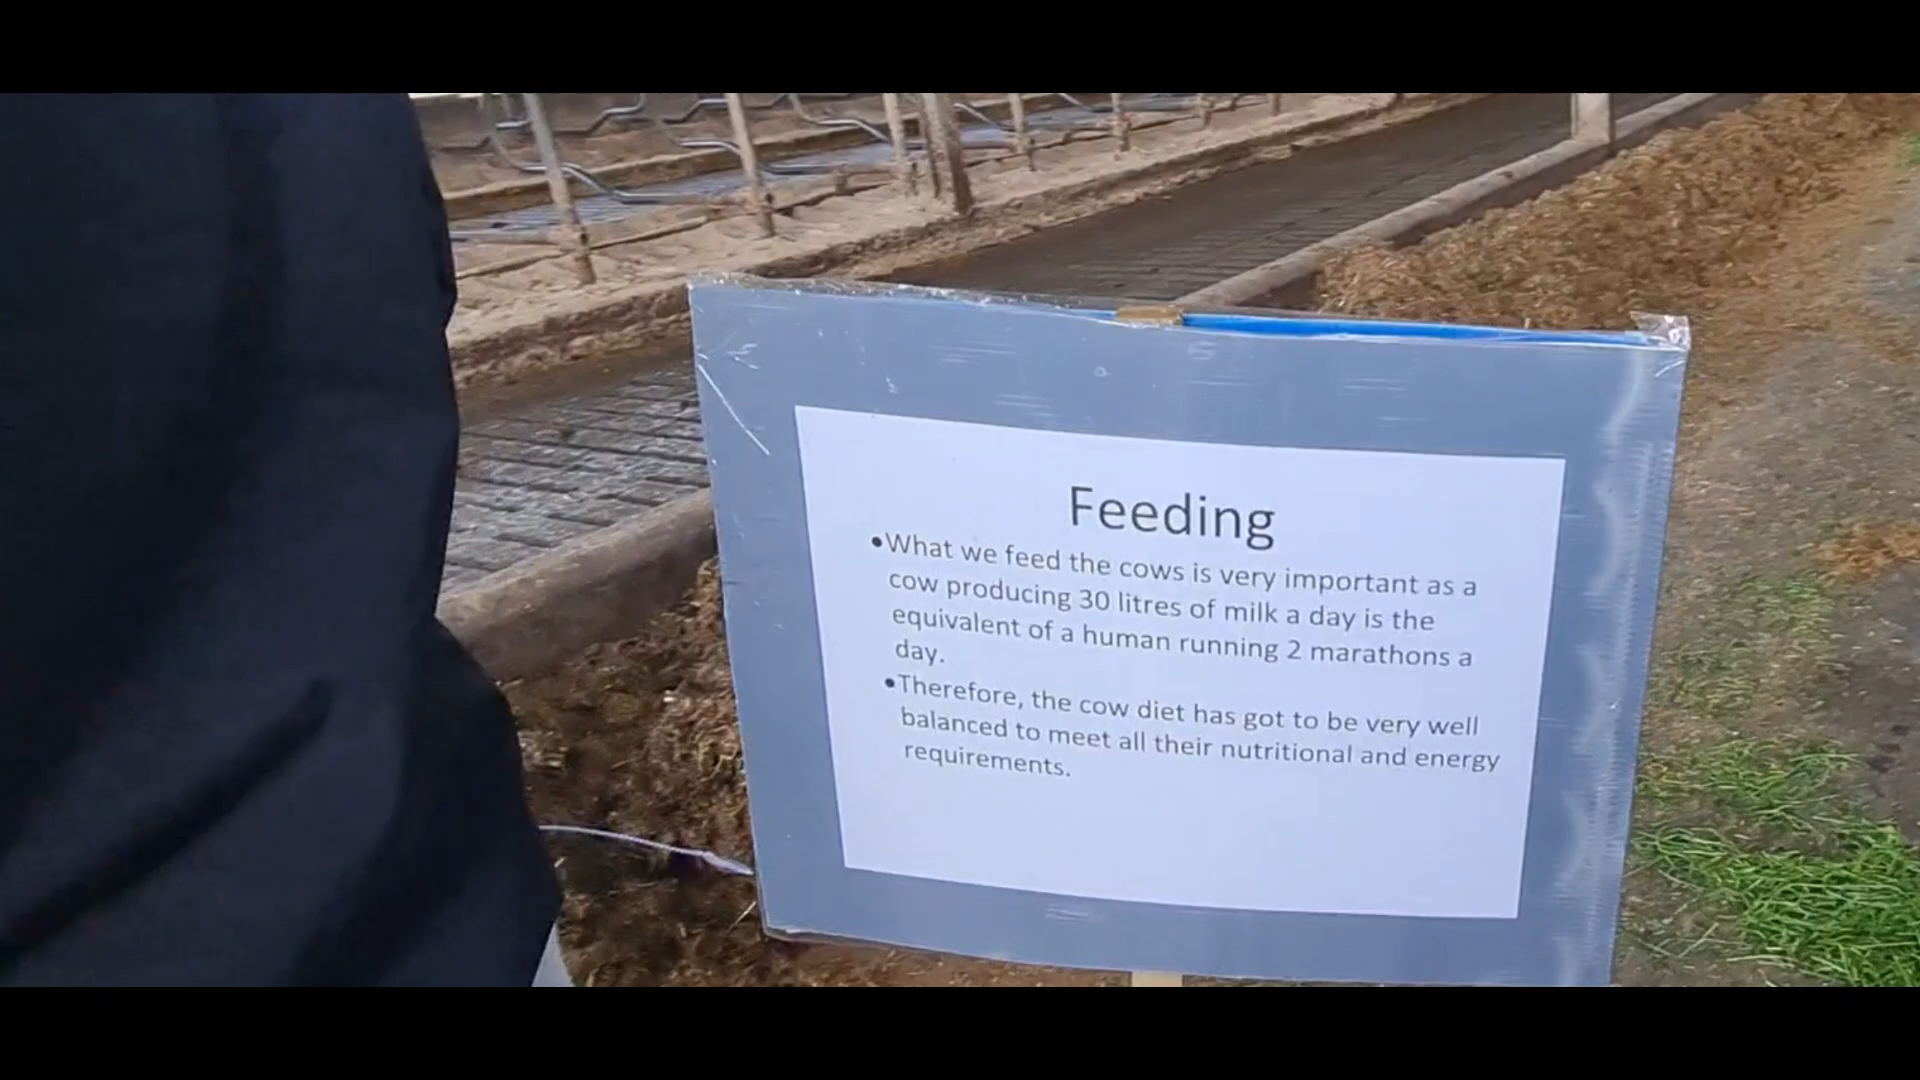 Feeding
•What we feed the cows is very important as a
cow producing 30 litres of milk a day is the
equivalent of a human running 2 marathons a
day.
•Therefore, the cow diet has got to be very well
balanced to meet all their nutritional and energy
requirements.